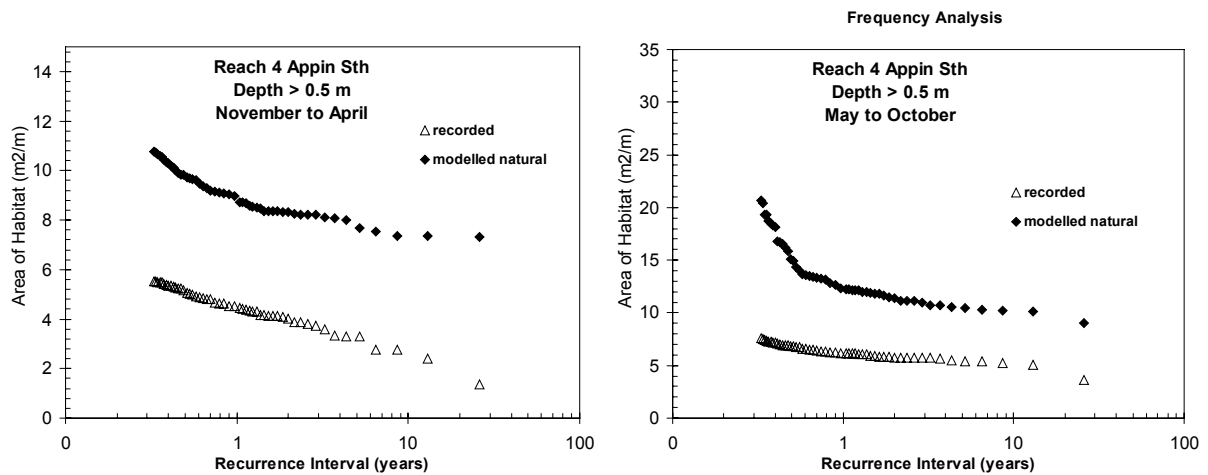 Frequency Analysis
Reach 4 Appin Sth
Depth > 0.5 m
November to April
recorded
modelled natural
Area of Habitat (m2/m)
14
12
10
8
6
4
2
0
0
1
10
100
Recurrence Interval (years)
Reach 4 Appin Sth
Depth > 0.5 m
May to October
recorded
modelled natural
Area of Habitat (m2/m)
35
30
25
20
15
10
5
0
0
1
10
100
Recurrence Interval (years)